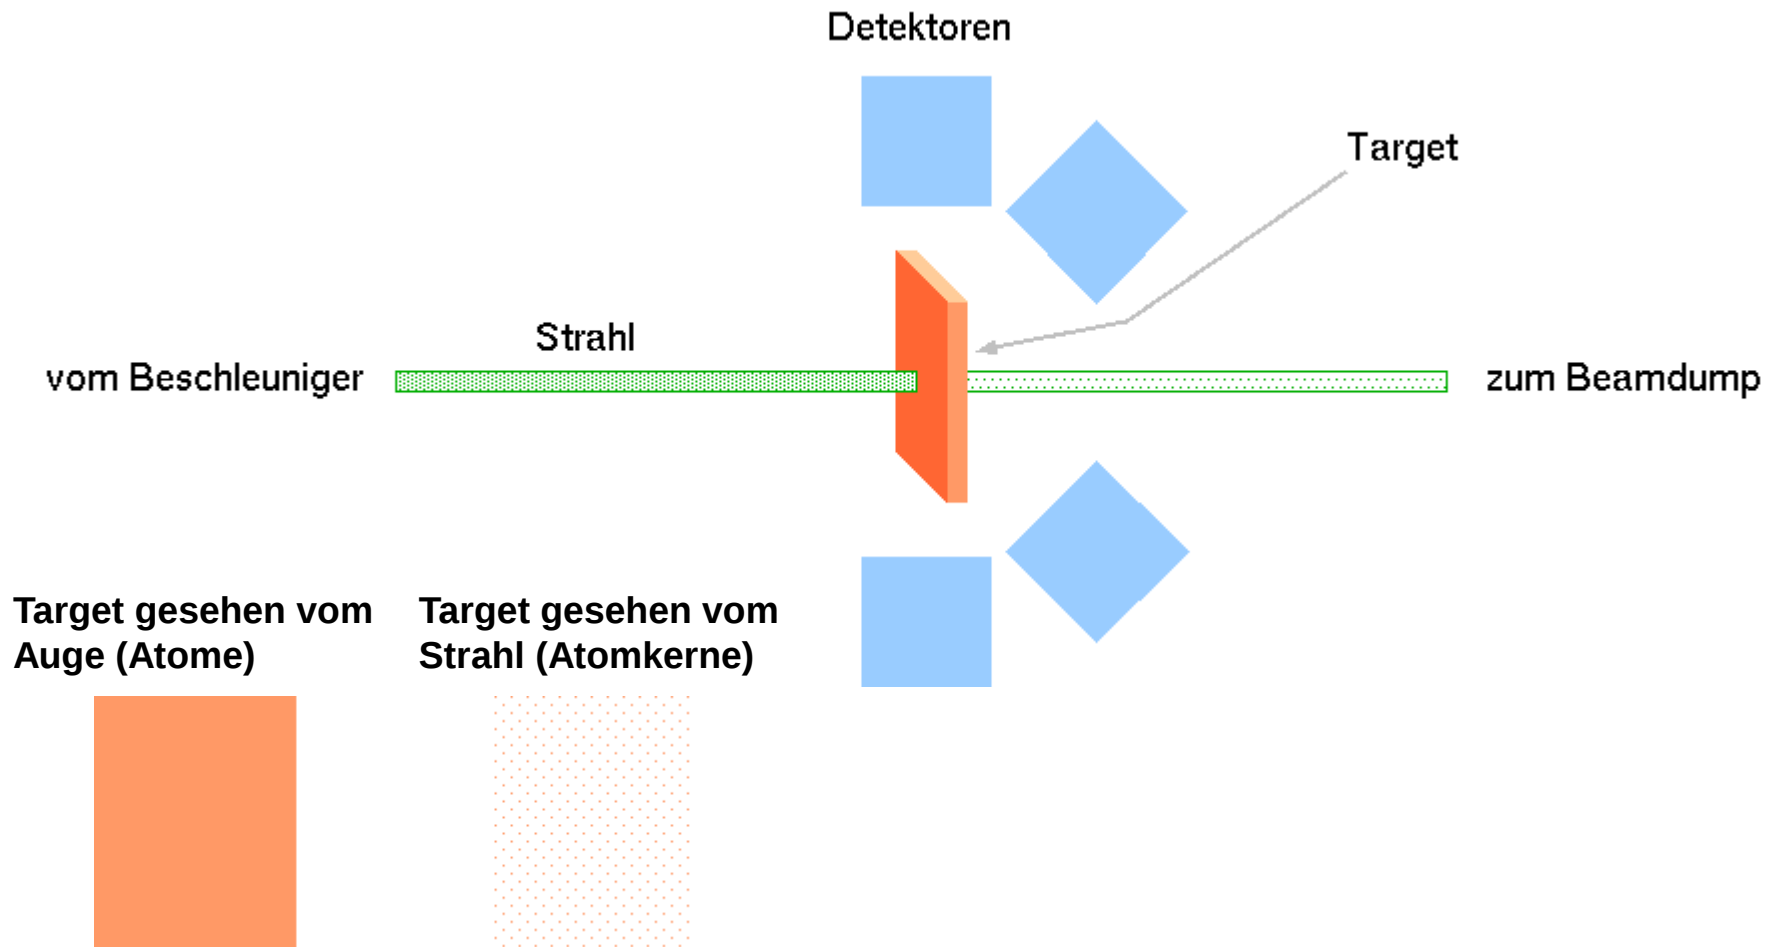 Detektoren
Target
Strahl
vom Beschleuniger
zum Beamdump
Target gesehen vom
Auge (Atome)
Target gesehen vom
Strahl (Atomkerne)